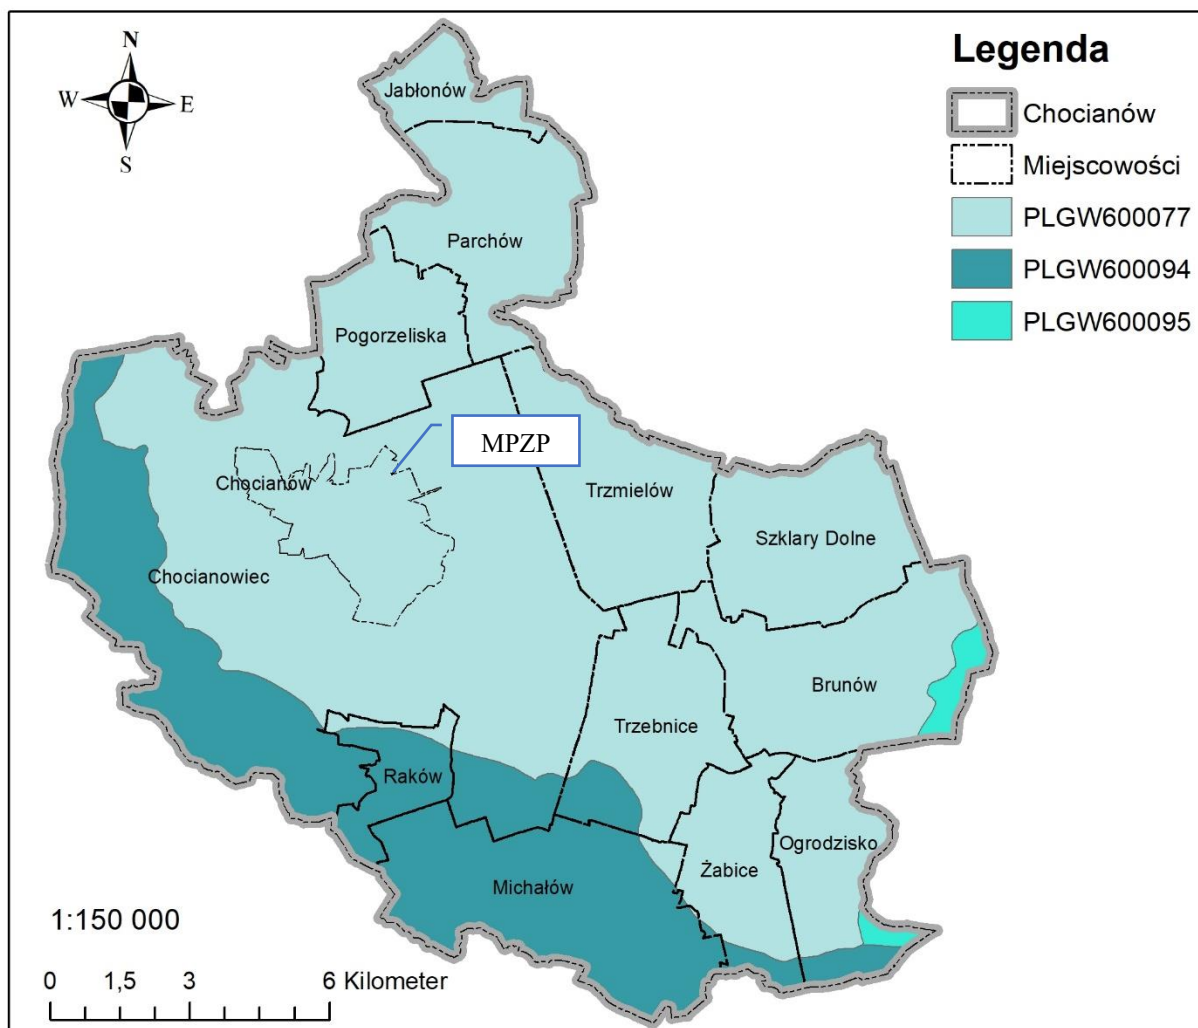 N
W E
S
Legenda
Chocianów
Miejscowości
PLGW600077
PLGW600094
PLGW600095
Jabłonów
Parchów
Pogorzeliska
MPZP
Chocianów
Trzmielów
Szklary Dolne
Chocianowiec
Brunów
Trzebnice
Raków
Ogrodzisko
Żabice
Michałów
1:150 000
0 1,5 3 6 Kilometer